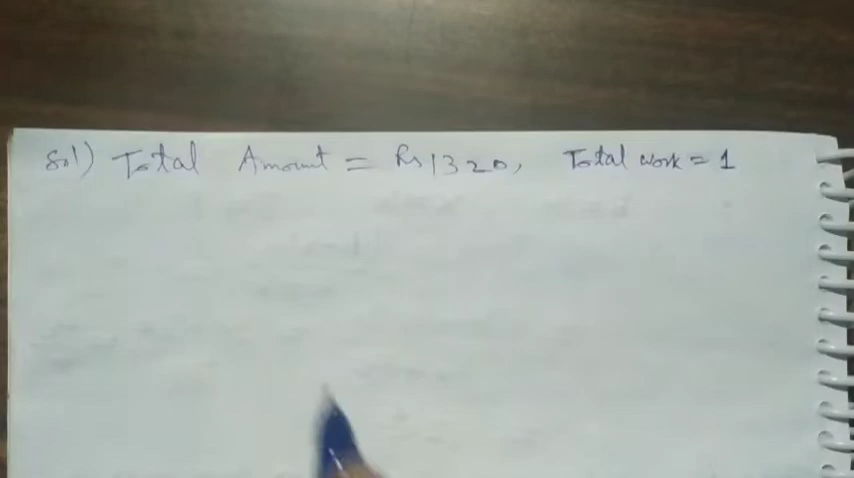 Sol) Total Amount = Rs 1320, Total work = 1